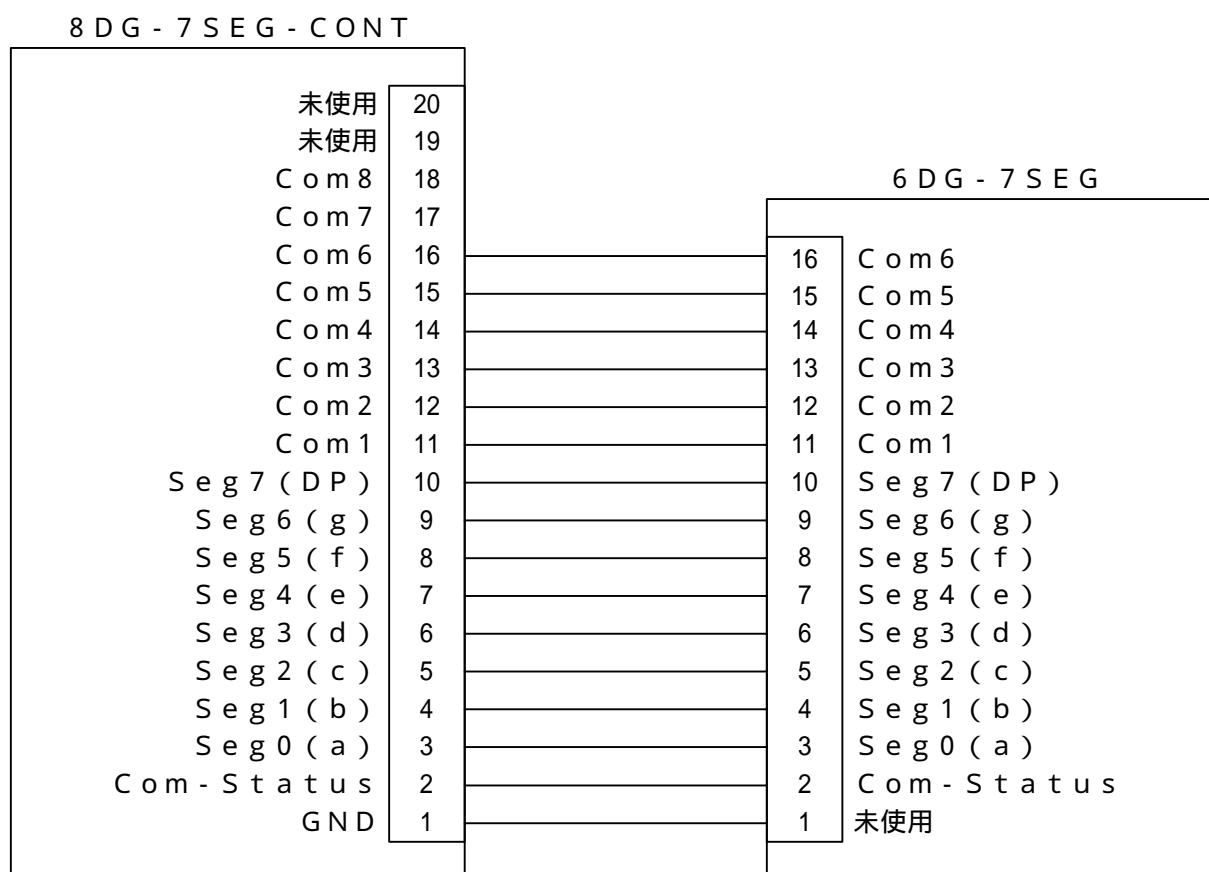 8DG-7SEG-CONT
未使用 20
未使用 19
Com8 18
Com7 17
6DG-7SEG
Com6 16 16 Com6
Com5 15 15 Com5
Com4 14 14 Com4
Com3 13 13 Com3
Com2 12 12 Com2
Com1 11 11 Com1
Seg7(DP) 10 10 Seg7(DP)
Seg6(g) 9 9 Seg6(g)
Seg5(f) 8 8 Seg5(f)
Seg4(e) 7 7 Seg4(e)
Seg3(d) 6 6 Seg3(d)
Seg2(c) 5 5 Seg2(c)
Seg1(b) 4 4 Seg1(b)
Seg0(a) 3 3 Seg0(a)
Com-Status 2 2 Com-Status
GND 1 1 未使用